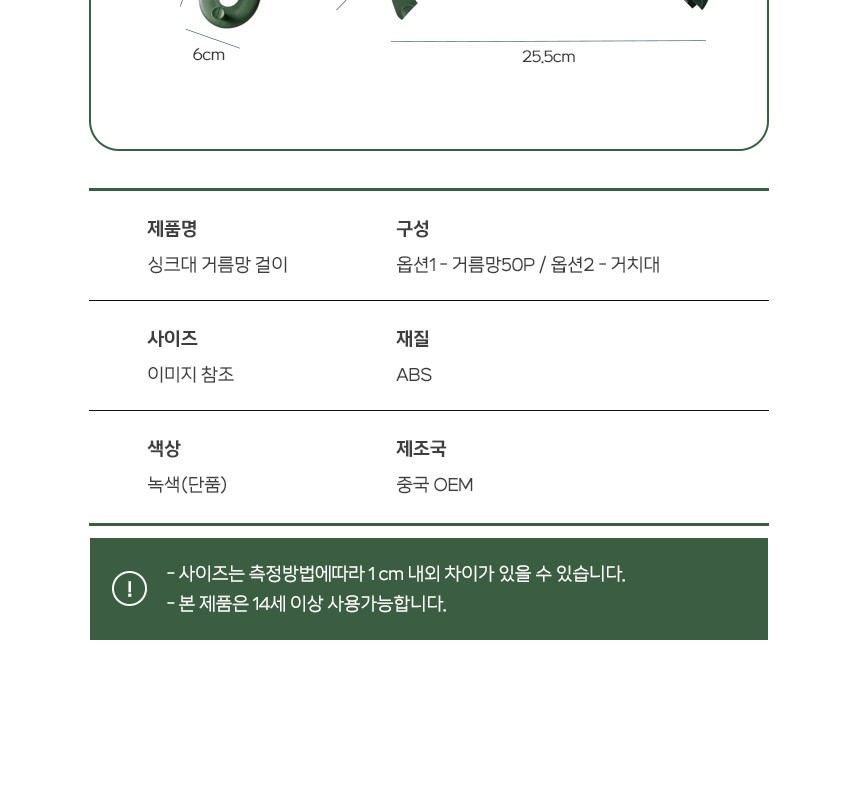 6cm
25.5cm
제품명
구성
싱크대 거름망 걸이
옵션1 - 거름망50P / 옵션2 - 거치대
사이즈
재질
이미지 참조
ABS
색상
제조국
녹색(단품)
중국 OEM
- 사이즈는 측정방법에따라 1 cm 내외 차이가 있을 수 있습니다.
- 본 제품은 14세 이상 사용가능합니다.